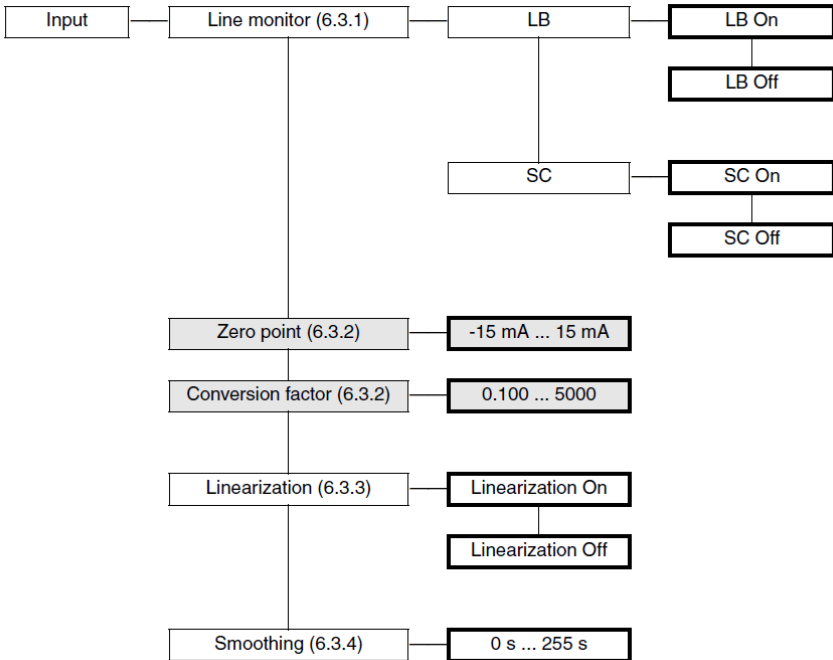 Input
Line monitor (6.3.1)
LB
LB On
LB Off
SC
SC On
SC Off
Zero point (6.3.2)
-15 mA ... 15 mA
Conversion factor (6.3.2)
0.100 ... 5000
Linearization (6.3.3)
Linearization On
Linearization Off
Smoothing (6.3.4)
0 s ... 255 s